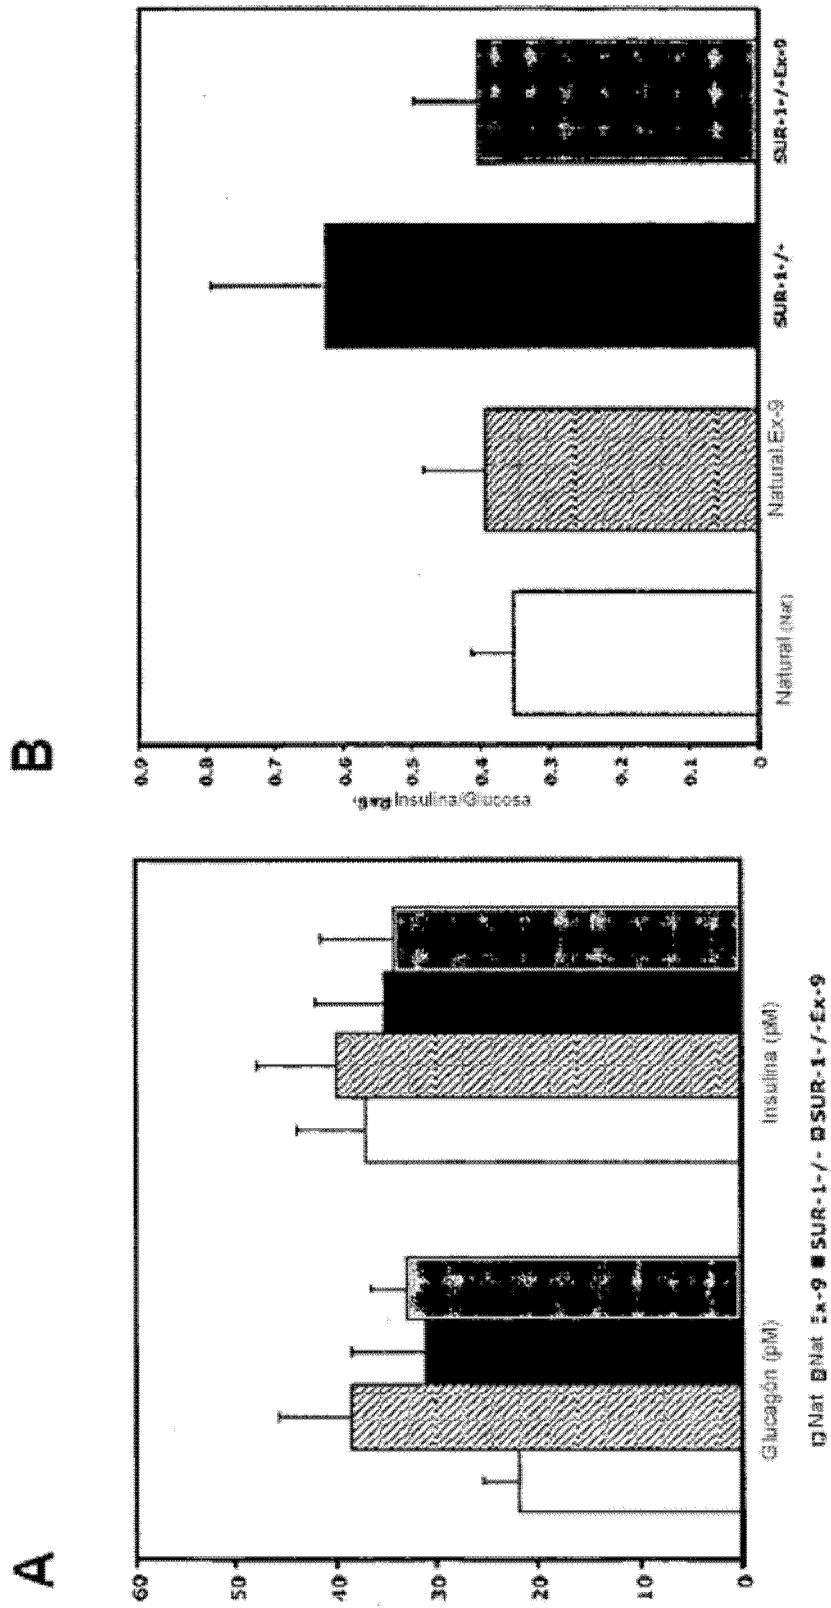 A
60
50
40
30
20
10
0
Glucagón (pM)
Insulina (pM)
Nat
Nat Ex-9
SUR-1-/-
SUR-1-/-Ex-9
B
0.9
0.8
0.7
0.6
0.5
0.4
0.3
0.2
0.1
0
Insulina/Glucosa
Natural (Nat)
Natural Ex-9
SUR-1-/-
SUR-1-/-Ex-9